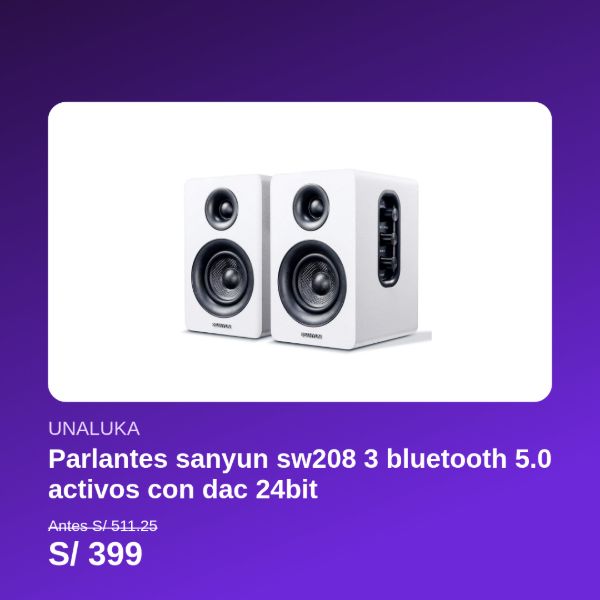 UNALUKA
Parlantes sanyun sw208 3 bluetooth 5.0
activos con dac 24bit
Antes S/ 511.25
S/ 399